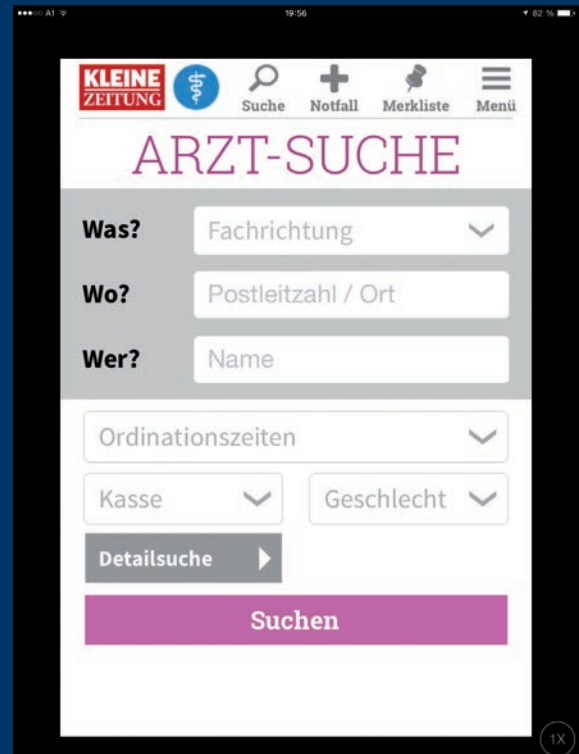 A1 19:56 82 %
KLEINE
ZEITUNG
Suche Notfall Merkliste Menü
ARZT-SUCHE
Was? Fachrichtung
Wo? Postleitzahl / Ort
Wer? Name
Ordinationszeiten
Kasse Geschlecht
Detailsuche
Suchen
1X